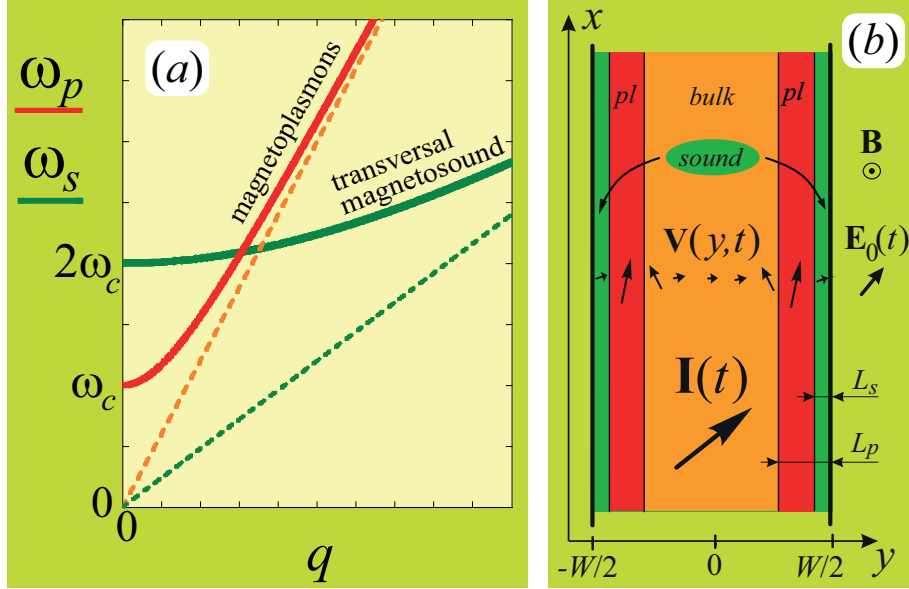 (a)
ωp
ωs
magnetoplasmons
transversal
magnetosound
2ωc
ωc
0
0
q
(b)
x
pl
bulk
pl
sound
B
V(y,t)
E0(t)
I(t)
Ls
Lp
-W/2
0
W/2
y